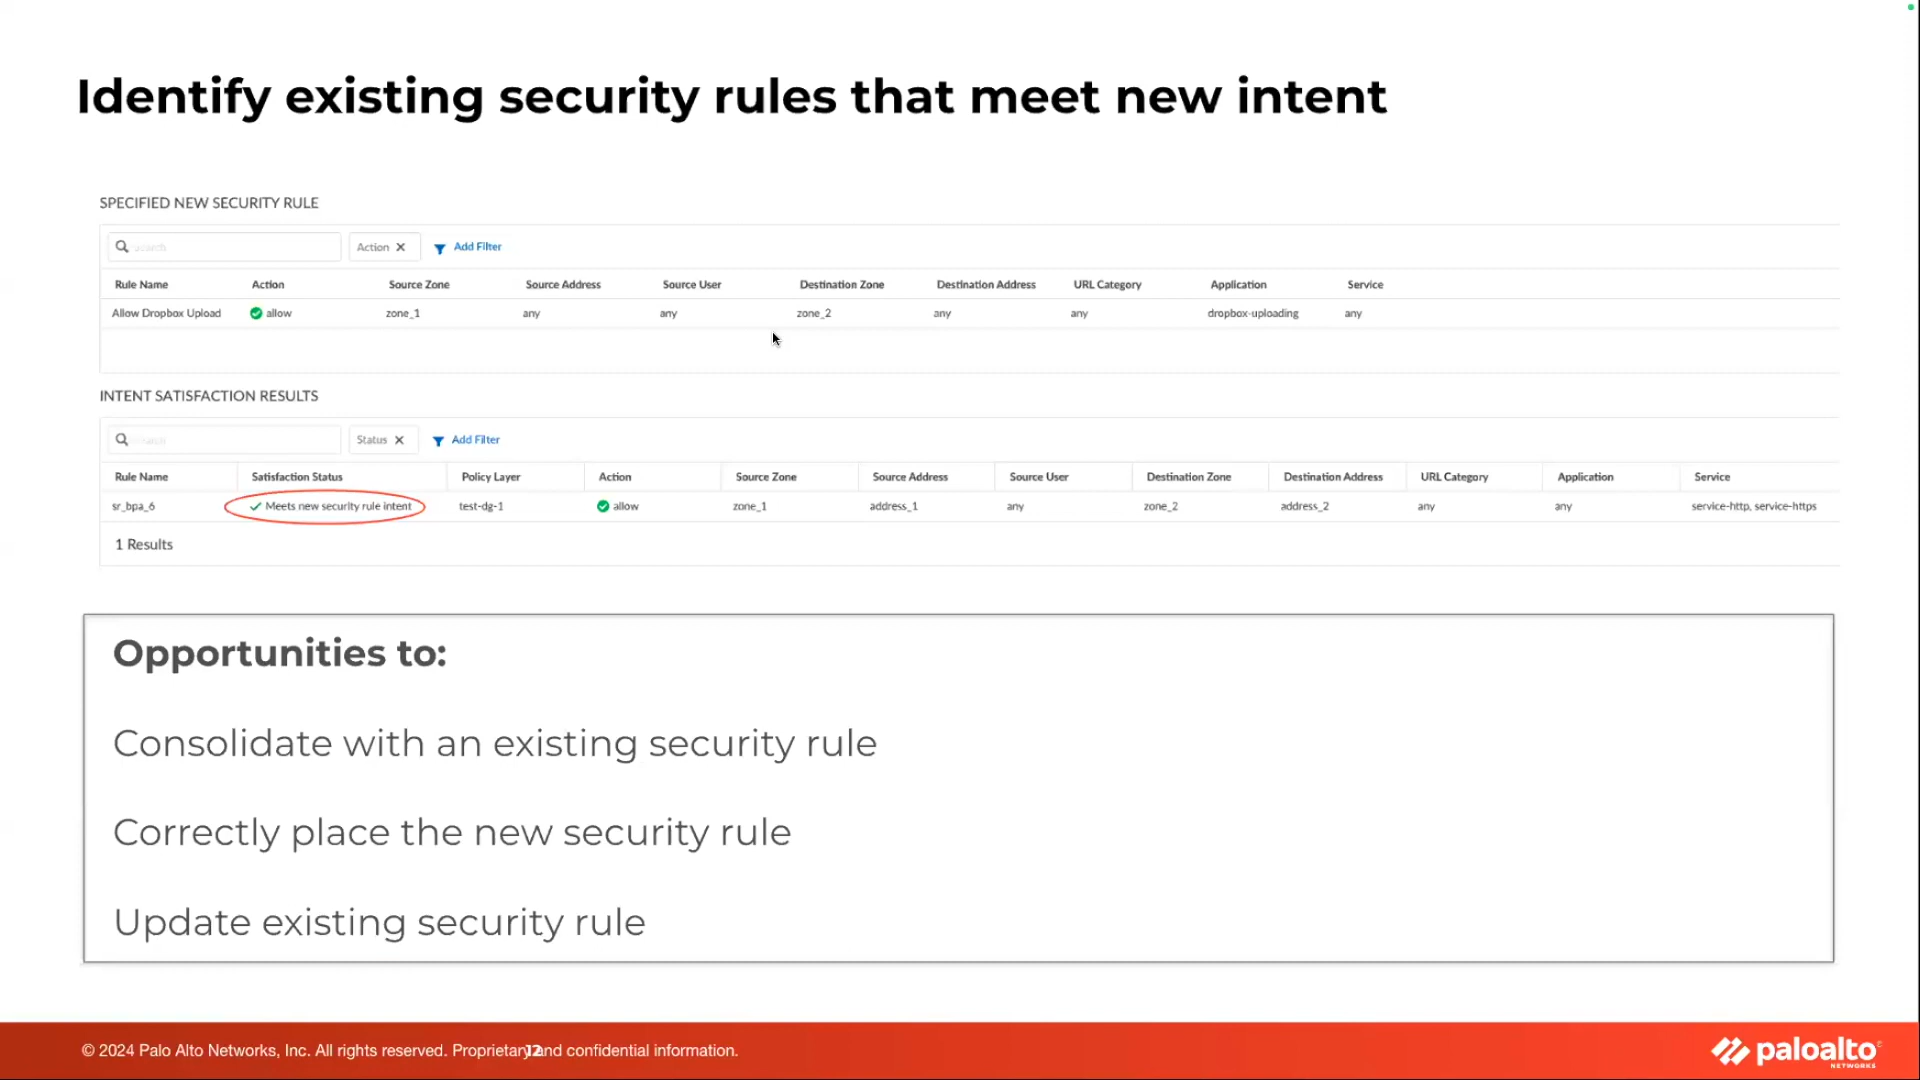 Identify existing security rules that meet new intent
SPECIFIED NEW SECURITY RULE
Action ✕ Add Filter
Rule Name Action Source Zone Source Address Source User Destination Zone Destination Address URL Category Application Service
Allow Dropbox Upload allow zone_1 any any zone_2 any any dropbox-uploading any
INTENT SATISFACTION RESULTS
Status ✕ Add Filter
Rule Name Satisfaction Status Policy Layer Action Source Zone Source Address Source User Destination Zone Destination Address URL Category Application Service
sr_bpa_6 Meets new security rule intent test-dg-1 allow zone_1 address_1 any zone_2 address_2 any any service-http, service-https
1 Results
Opportunities to:
Consolidate with an existing security rule
Correctly place the new security rule
Update existing security rule
© 2024 Palo Alto Networks, Inc. All rights reserved. Proprietary and confidential information.
12
paloalto
NETWORKS